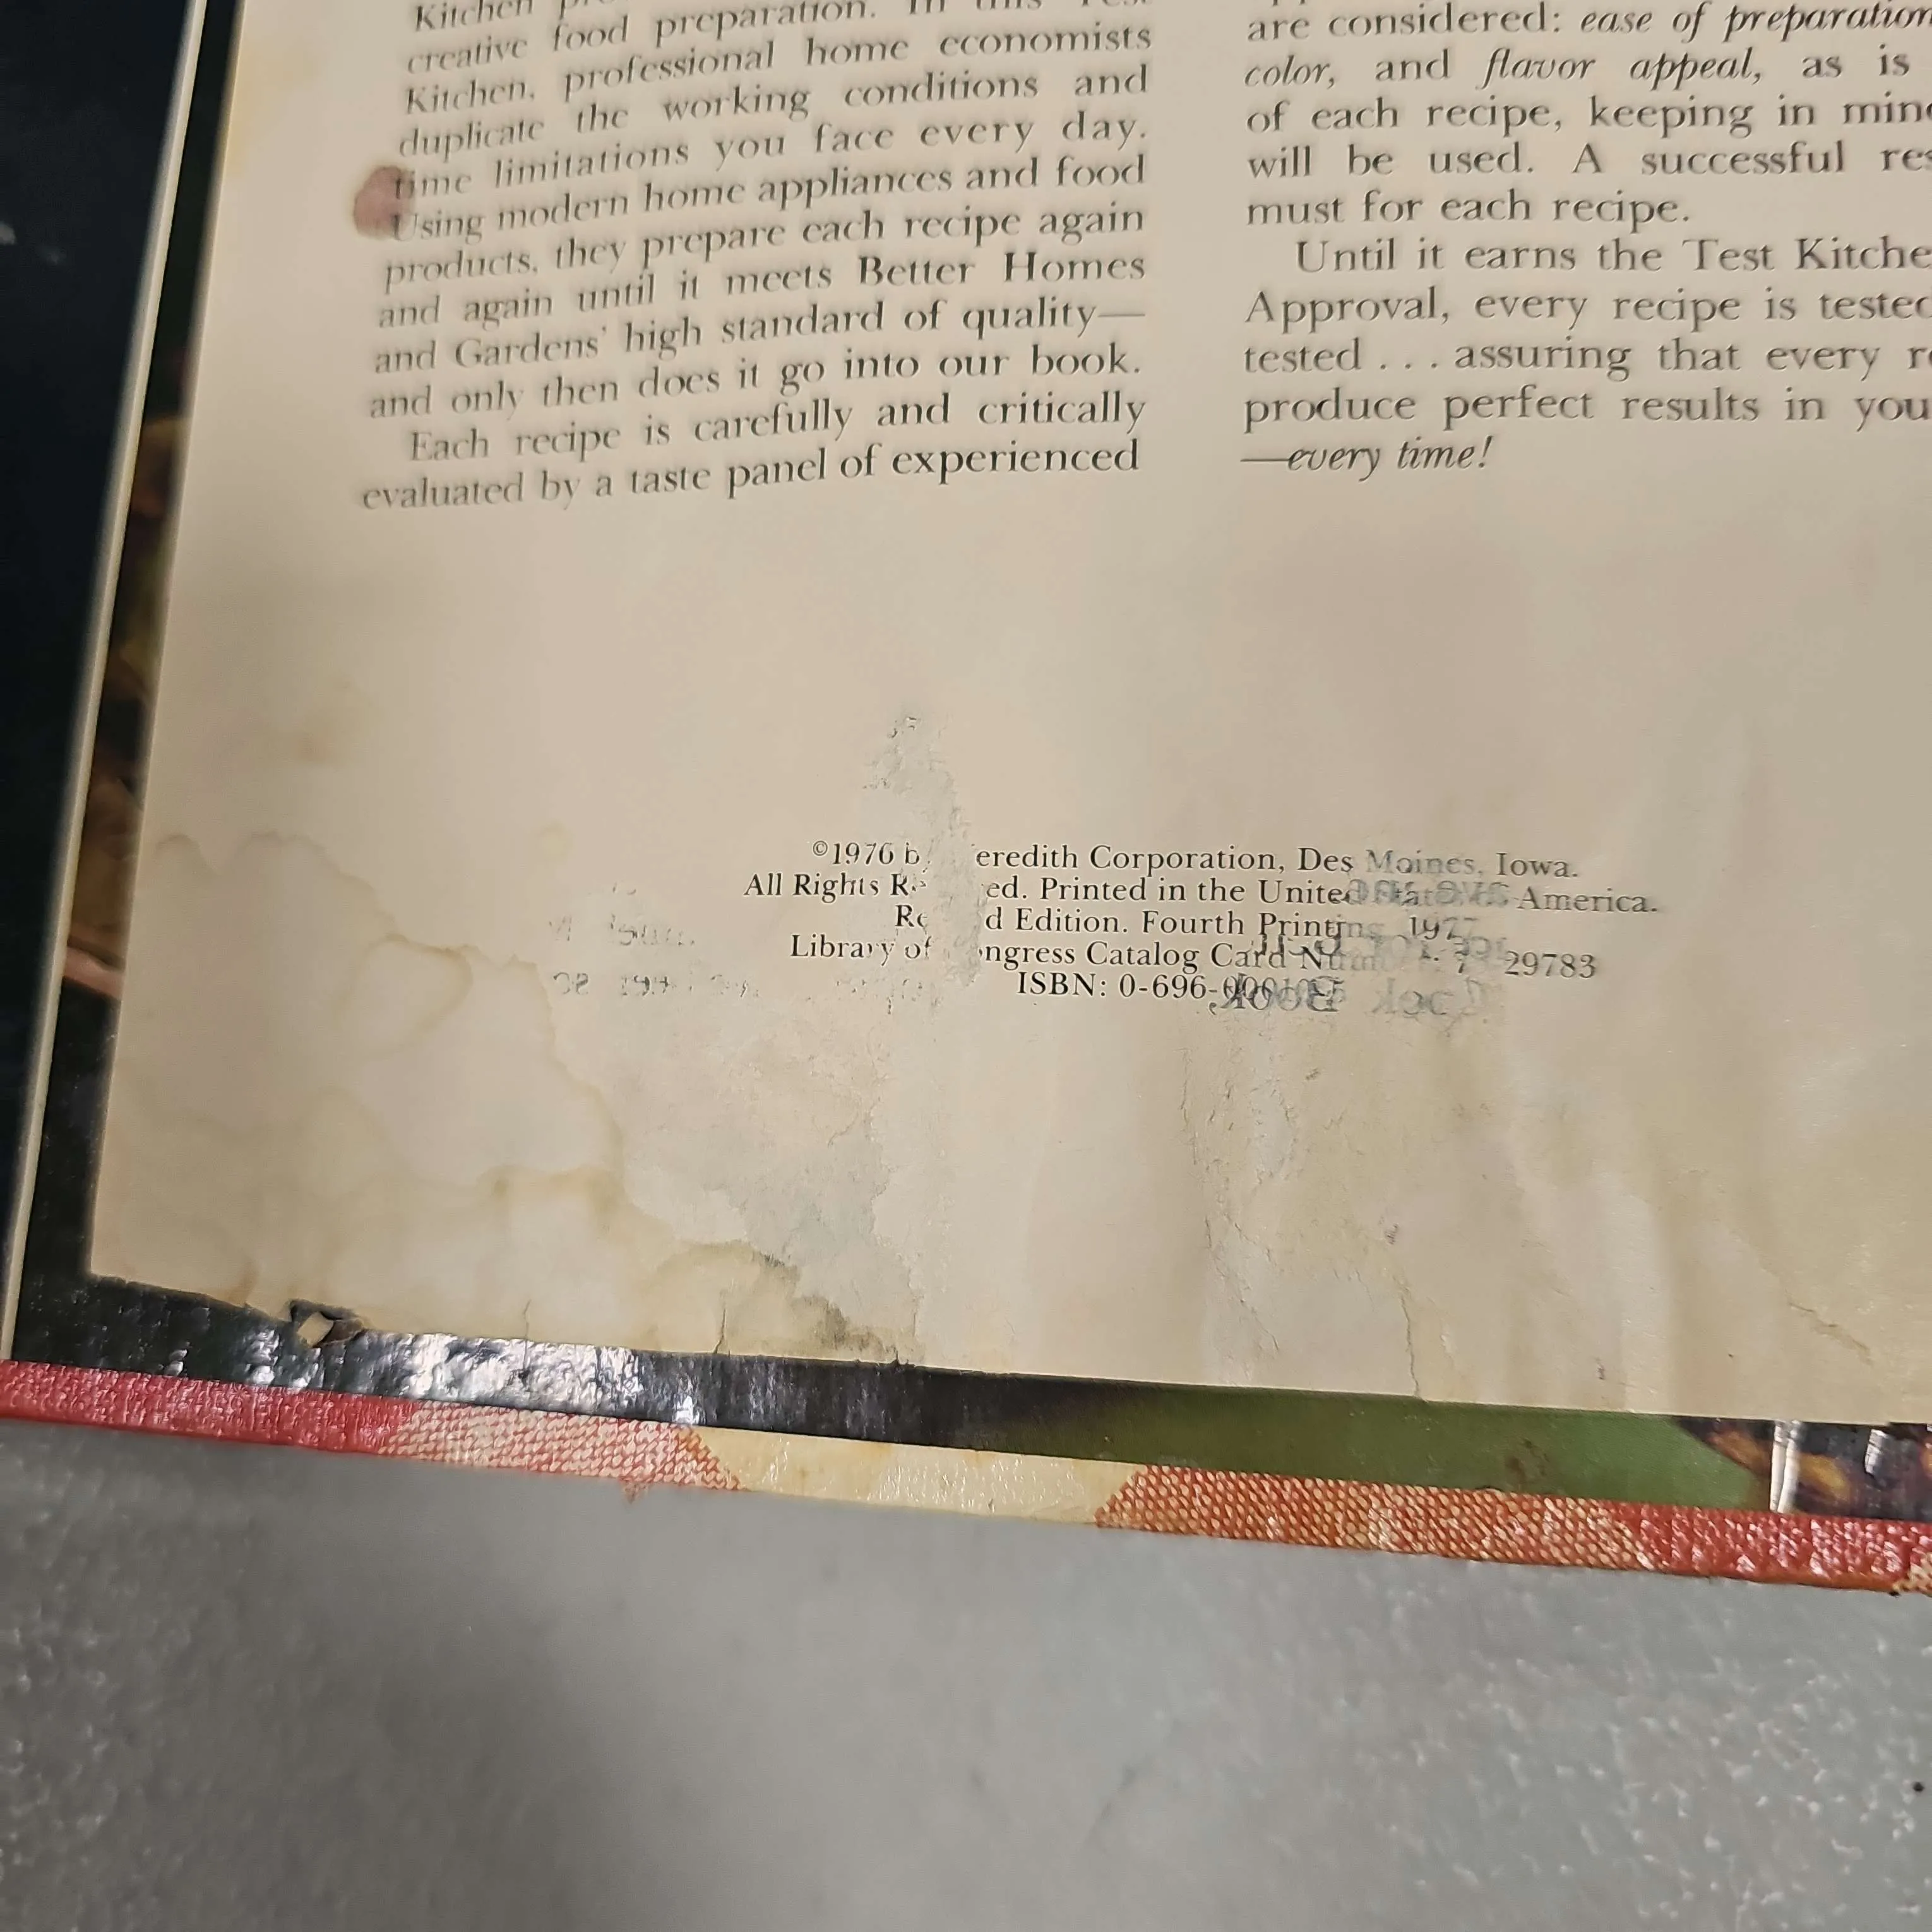 Kitchen
creative food preparation. In this
Kitchen, professional home economists
duplicate the working conditions and
time limitations you face every day.
Using modern home appliances and food
products, they prepare each recipe again
and again until it meets Better Homes
and Gardens' high standard of quality—
and only then does it go into our book.
Each recipe is carefully and critically
evaluated by a taste panel of experienced
are considered: ease of preparation
color, and flavor appeal, as is
of each recipe, keeping in
will be used. A successful
must for each recipe.
Until it earns the Test
Approval, every recipe is
tested . . . assuring that every
produce perfect results in
—every time!
©1976 eredith Corporation, Des Moines, Iowa.
All Rights ed. Printed in the United America.
d Edition. Fourth Printing, 1977
Library of ngress Catalog Card 29783
ISBN: 0-696-